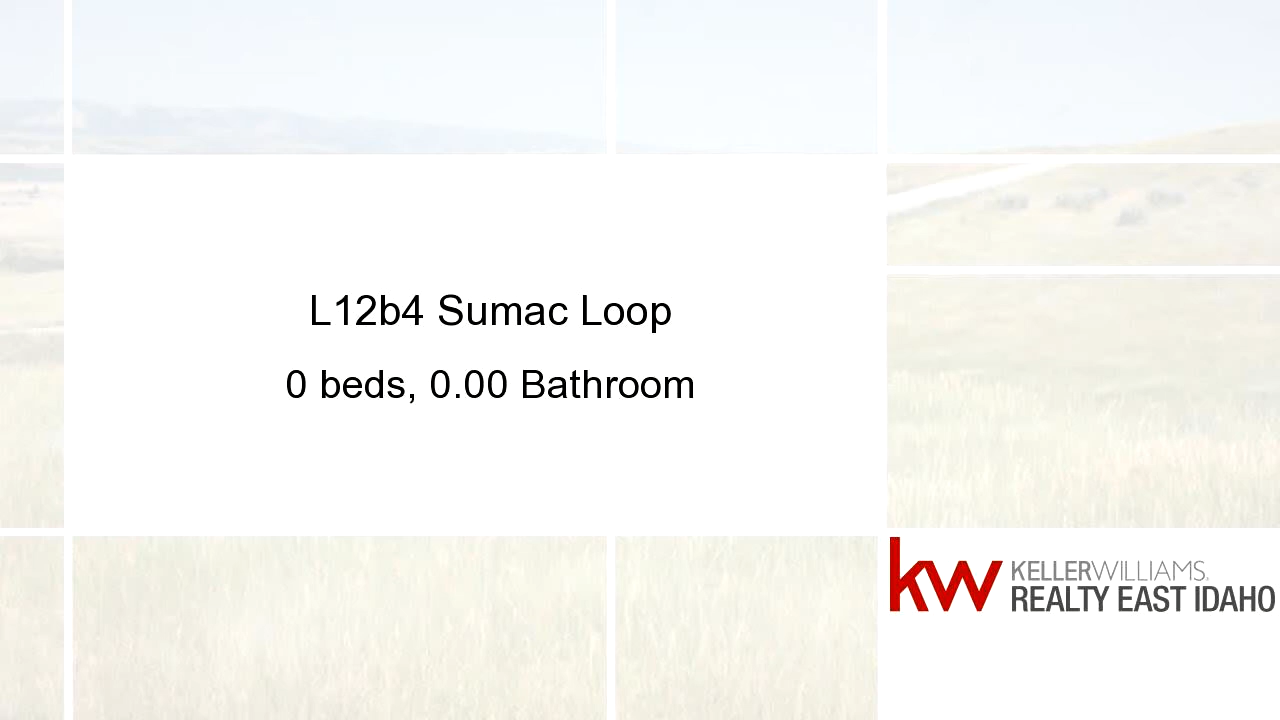 L12b4 Sumac Loop
0 beds, 0.00 Bathroom
kw KELLERWILLIAMS.
REALTY EAST IDAHO